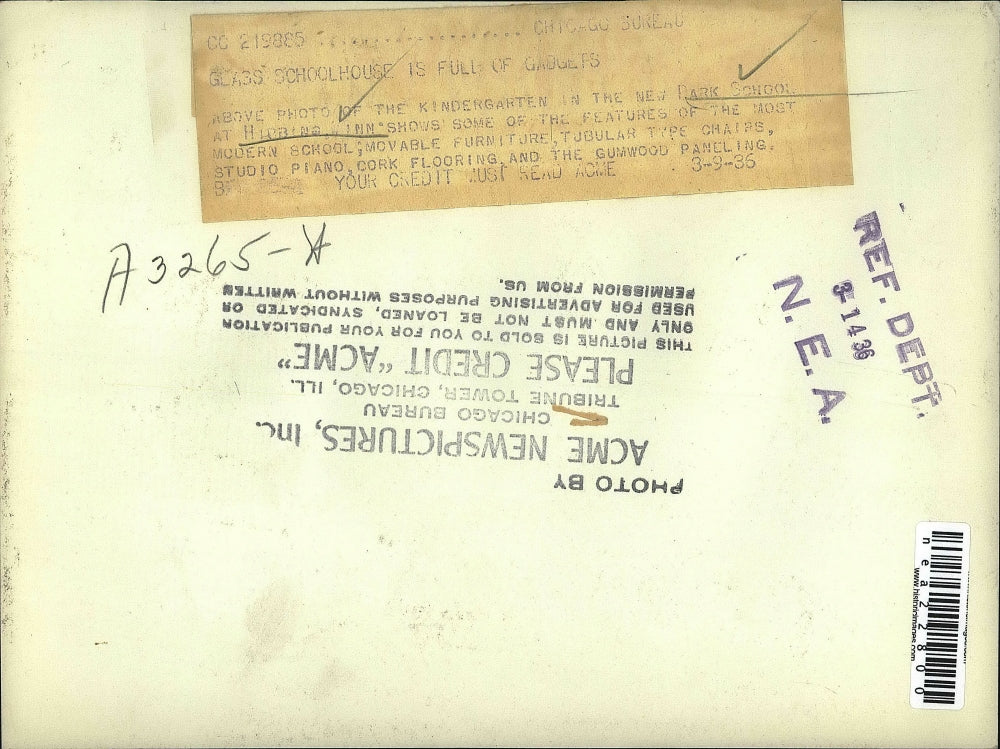 CC 219885 ........................ CHICAGO BUREAU
GLASS SCHOOLHOUSE IS FULL OF GADGETS
ABOVE PHOTO OF THE KINDERGARTEN IN THE NEW PARK SCHOOL
AT HIBBING, INN SHOWS SOME OF THE FEATURES OF THE MOST
MODERN SCHOOL; MOVABLE FURNITURE, TUBULAR TYPE CHAIRS,
STUDIO PIANO, CORK FLOORING, AND THE GUMWOOD PANELING.
YOUR CREDIT MUST READ ACME 3-9-36
A3265-A
PHOTO BY
ACME NEWSPICTURES, Inc.
CHICAGO BUREAU
TRIBUNE TOWER, CHICAGO, ILL.
PLEASE CREDIT "ACME"
THIS PICTURE IS SOLD TO YOU FOR YOUR PUBLICATION
ONLY AND MUST NOT BE LOANED, SYNDICATED OR
USED FOR ADVERTISING PURPOSES WITHOUT WRITTEN
PERMISSION FROM US.
REF. DEPT.
3-14-36
N. E. A.
nea22800
www.historicimages.com